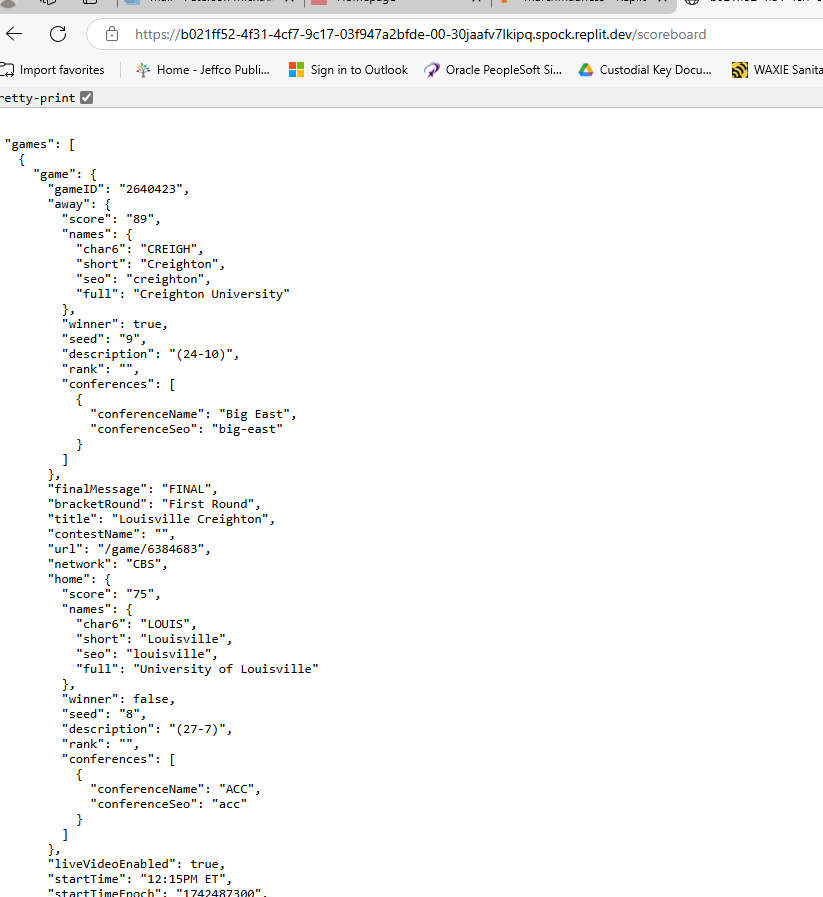 https://b021ff52-4f31-4cf7-9c17-03f947a2bfde-00-30jaafv7lkipq.spock.replit.dev/scoreboard
Import favorites Home - Jeffco Publi... Sign in to Outlook Oracle PeopleSoft Si... Custodial Key Docu... WAXIE Sanita
retty-print
"games": [
{
"game": {
"gameID": "2640423",
"away": {
"score": "89",
"names": {
"char6": "CREIGH",
"short": "Creighton",
"seo": "creighton",
"full": "Creighton University"
},
"winner": true,
"seed": "9",
"description": "(24-10)",
"rank": "",
"conferences": [
{
"conferenceName": "Big East",
"conferenceSeo": "big-east"
}
]
},
"finalMessage": "FINAL",
"bracketRound": "First Round",
"title": "Louisville Creighton",
"contestName": "",
"url": "/game/6384683",
"network": "CBS",
"home": {
"score": "75",
"names": {
"char6": "LOUIS",
"short": "Louisville",
"seo": "louisville",
"full": "University of Louisville"
},
"winner": false,
"seed": "8",
"description": "(27-7)",
"rank": "",
"conferences": [
{
"conferenceName": "ACC",
"conferenceSeo": "acc"
}
]
},
"liveVideoEnabled": true,
"startTime": "12:15PM ET",
"startTimeEpoch": "1742487300",